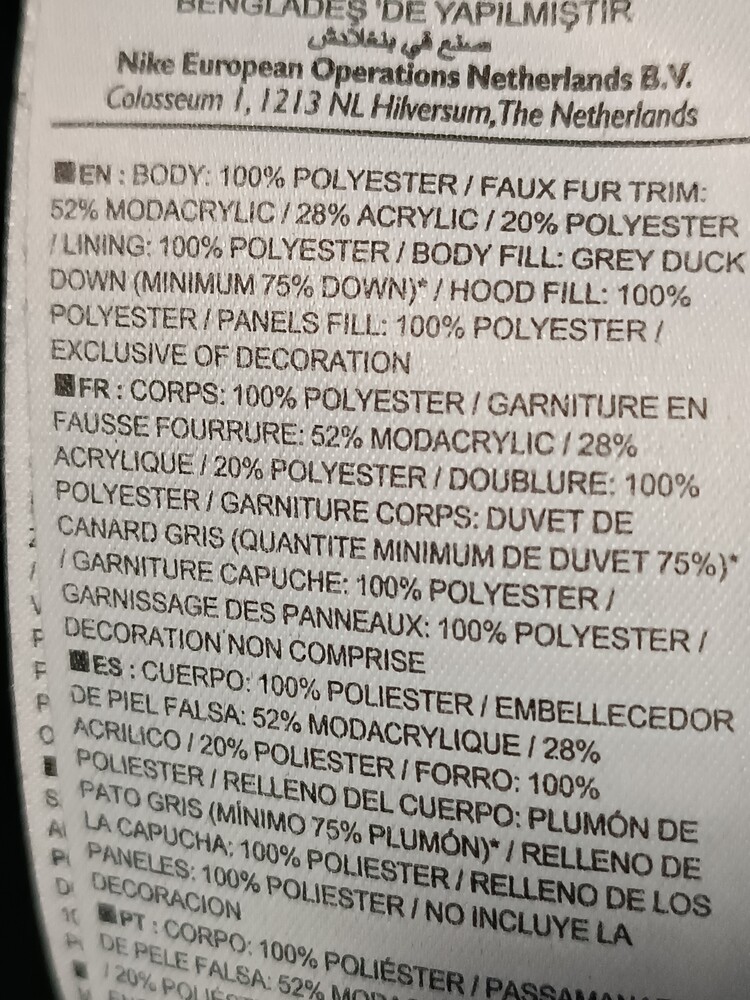 BENGLADEŞ 'DE YAPILMIŞTIR
صنع في بنغلادش
Nike European Operations Netherlands B.V.
Colosseum 1, 1213 NL Hilversum, The Netherlands
EN : BODY: 100% POLYESTER / FAUX FUR TRIM:
52% MODACRYLIC / 28% ACRYLIC / 20% POLYESTER
/ LINING: 100% POLYESTER / BODY FILL: GREY DUCK
DOWN (MINIMUM 75% DOWN)* / HOOD FILL: 100%
POLYESTER / PANELS FILL: 100% POLYESTER /
EXCLUSIVE OF DECORATION
FR : CORPS: 100% POLYESTER / GARNITURE EN
FAUSSE FOURRURE: 52% MODACRYLIC / 28%
ACRYLIQUE / 20% POLYESTER / DOUBLURE: 100%
POLYESTER / GARNITURE CORPS: DUVET DE
CANARD GRIS (QUANTITE MINIMUM DE DUVET 75%)*
/ GARNITURE CAPUCHE: 100% POLYESTER /
GARNISSAGE DES PANNEAUX: 100% POLYESTER /
DECORATION NON COMPRISE
ES : CUERPO: 100% POLIESTER / EMBELLECEDOR
DE PIEL FALSA: 52% MODACRYLIQUE / 28%
ACRILICO / 20% POLIESTER / FORRO: 100%
POLIESTER / RELLENO DEL CUERPO: PLUMÓN DE
PATO GRIS (MÍNIMO 75% PLUMÓN)* / RELLENO DE
LA CAPUCHA: 100% POLIESTER / RELLENO DE LOS
PANELES: 100% POLIESTER / NO INCLUYE LA
DECORACION
PT : CORPO: 100% POLIÉSTER /
DE PELE FALSA: 52%
/ 20%